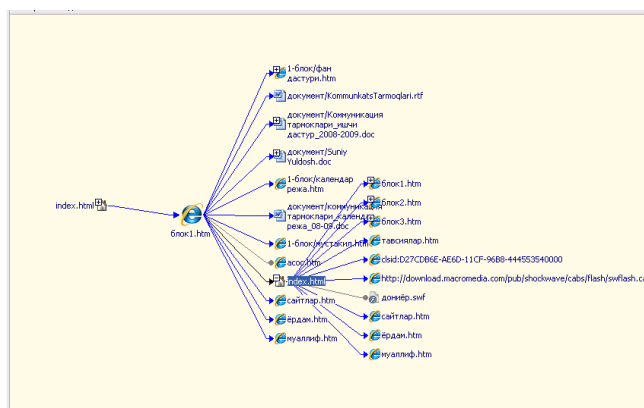 1-блок/фан
дастури.htm
документ/KommunkatsTarmoqlari.rtf
документ/Коммуникация
тармоклари_ишчи
дастур_2008-2009.doc
документ/Suniy
Yuldosh.doc
1-блок/календар
режа.htm
документ/коммуникация
тармоклари_календар
режа_08-09.doc
1-блок/мустакил.htm
асос.htm
index.html
сайтлар.htm
ёрдам.htm
муаллиф.htm
index.html
блок1.htm
блок1.htm
блок2.htm
блок3.htm
тавсиялар.htm
clsid:D27CDB6E-AE6D-11CF-96B8-444553540000
http://download.macromedia.com/pub/shockwave/cabs/flash/swflash.ca
дониёр.swf
сайтлар.htm
ёрдам.htm
муаллиф.htm